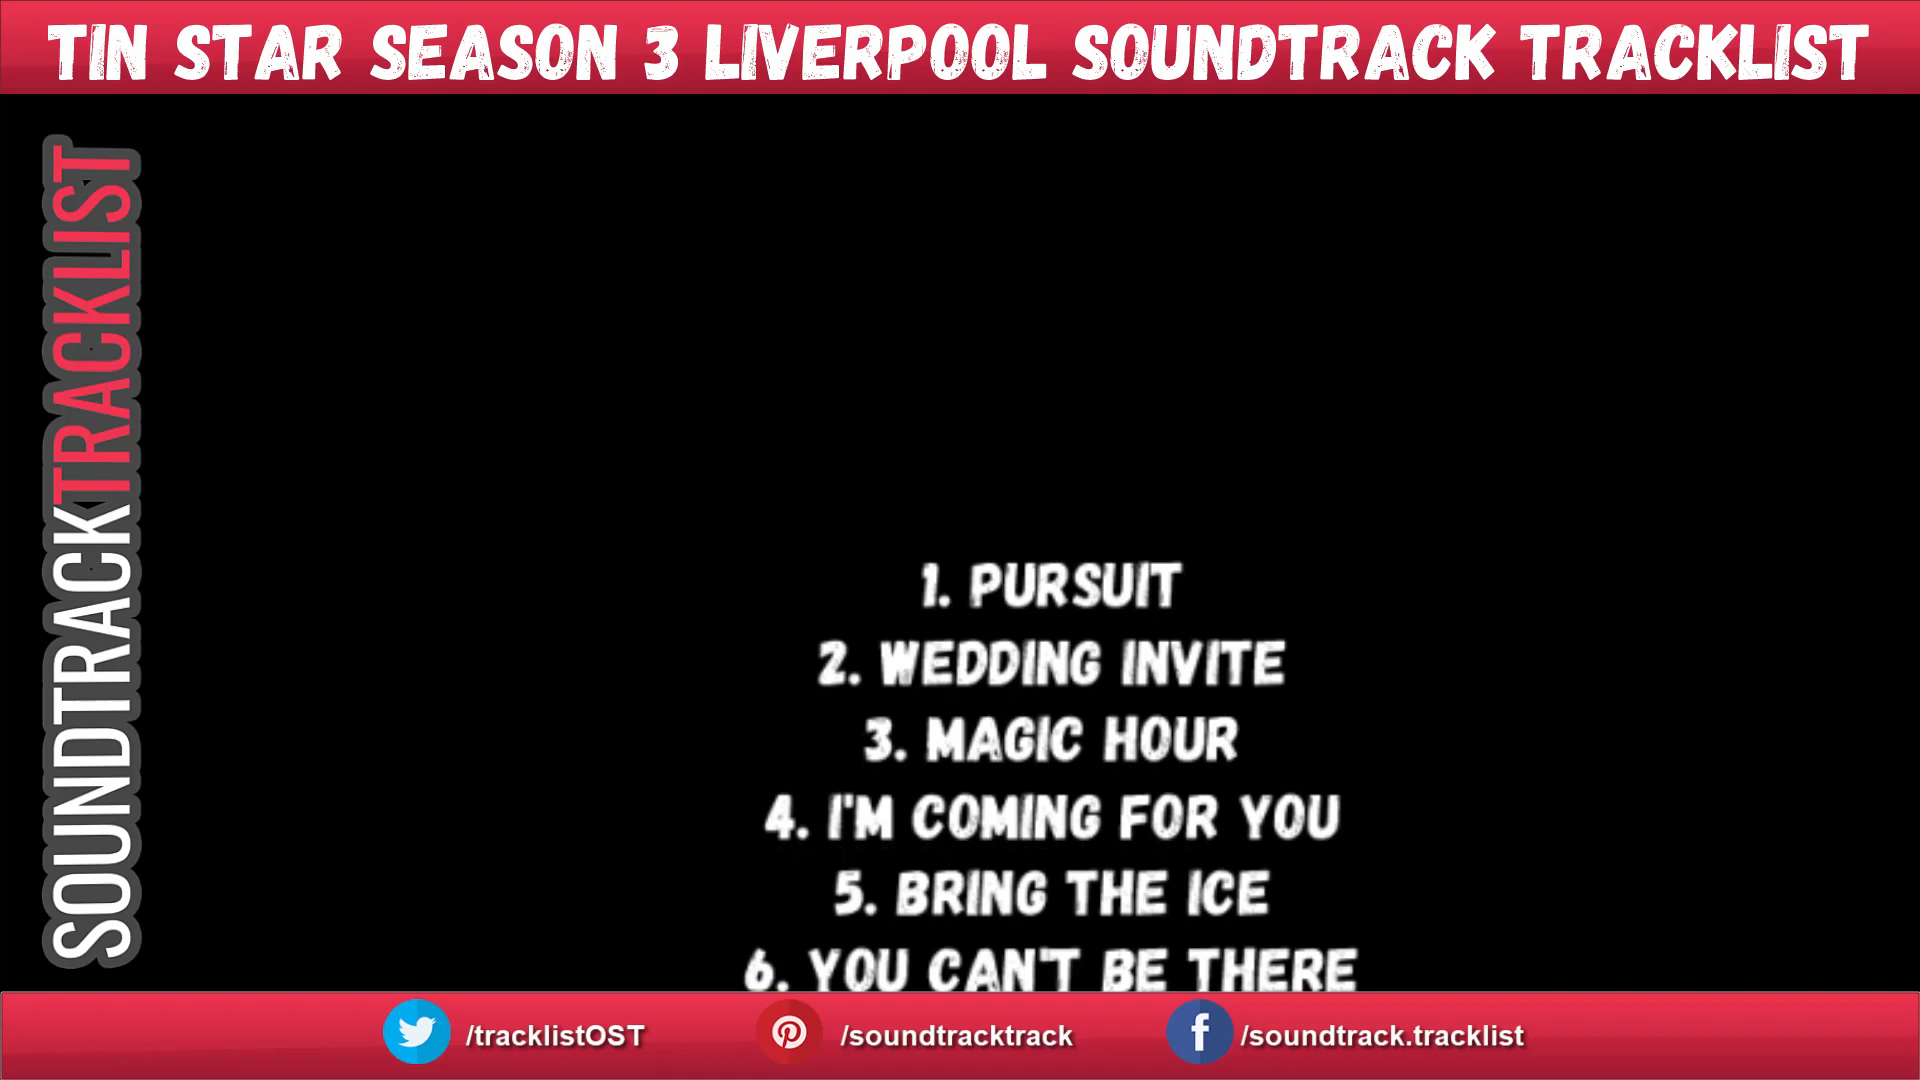 TIN STAR SEASON 3 LIVERPOOL SOUNDTRACK TRACKLIST
SOUNDTRACKTRACKLIST
1. PURSUIT
2. WEDDING INVITE
3. MAGIC HOUR
4. I'M COMING FOR YOU
5. BRING THE ICE
6. YOU CAN'T BE THERE
/tracklistOST
/soundtracktrack
/soundtrack.tracklist